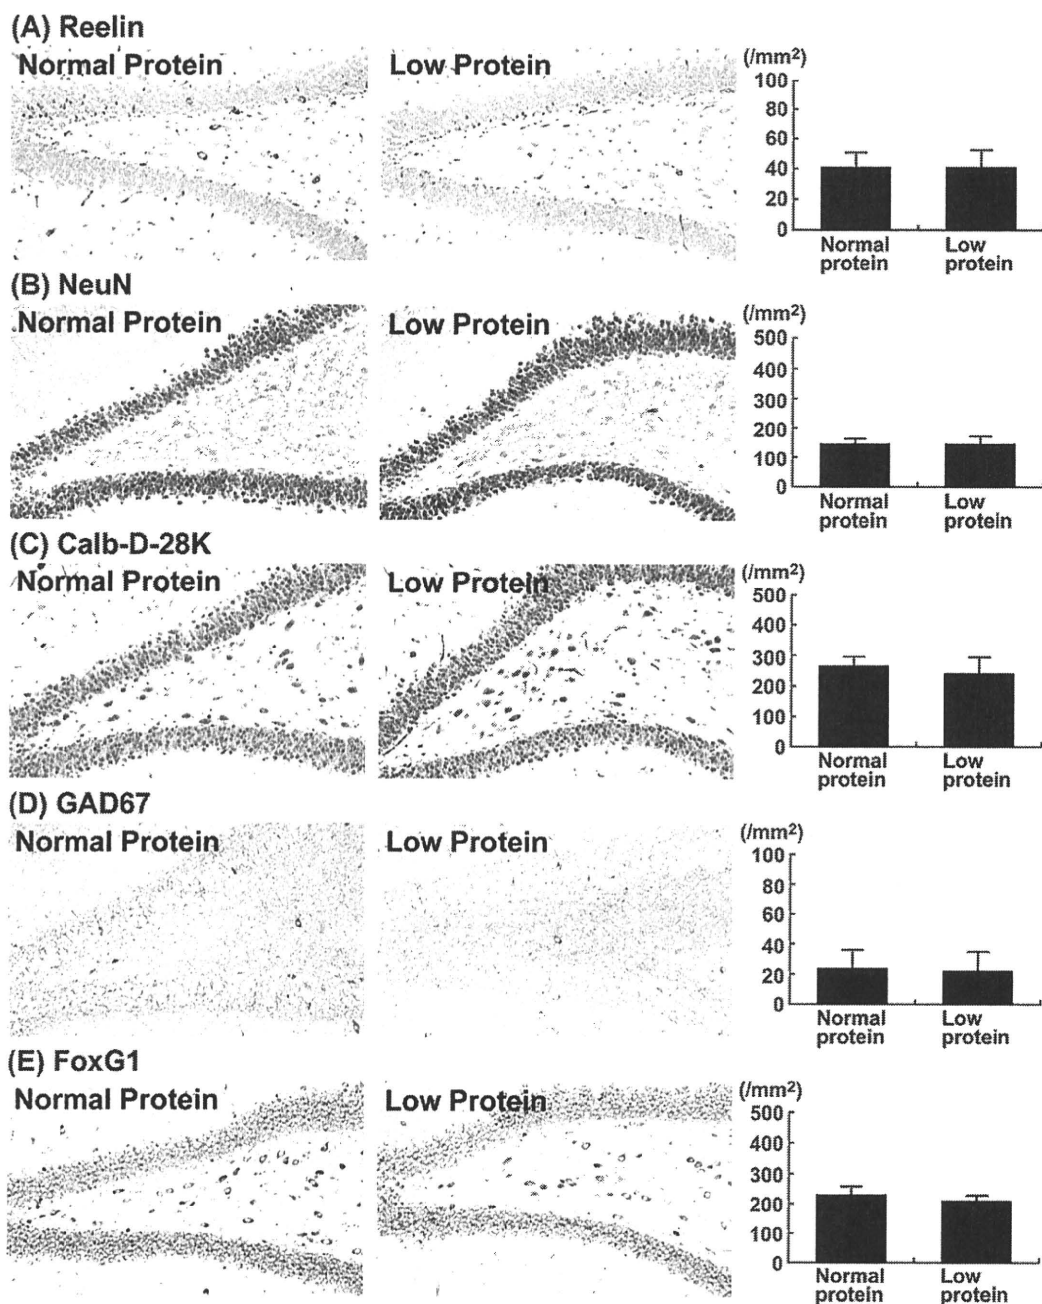 (A) Reelin
Normal Protein
Low Protein
(/mm²)
100
80
60
40
20
0
Normal protein
Low protein
(B) NeuN
Normal Protein
Low Protein
(/mm²)
500
400
300
200
100
0
Normal protein
Low protein
(C) Calb-D-28K
Normal Protein
Low Protein
(/mm²)
500
400
300
200
100
0
Normal protein
Low protein
(D) GAD67
Normal Protein
Low Protein
(/mm²)
100
80
60
40
20
0
Normal protein
Low protein
(E) FoxG1
Normal Protein
Low Protein
(/mm²)
500
400
300
200
100
0
Normal protein
Low protein